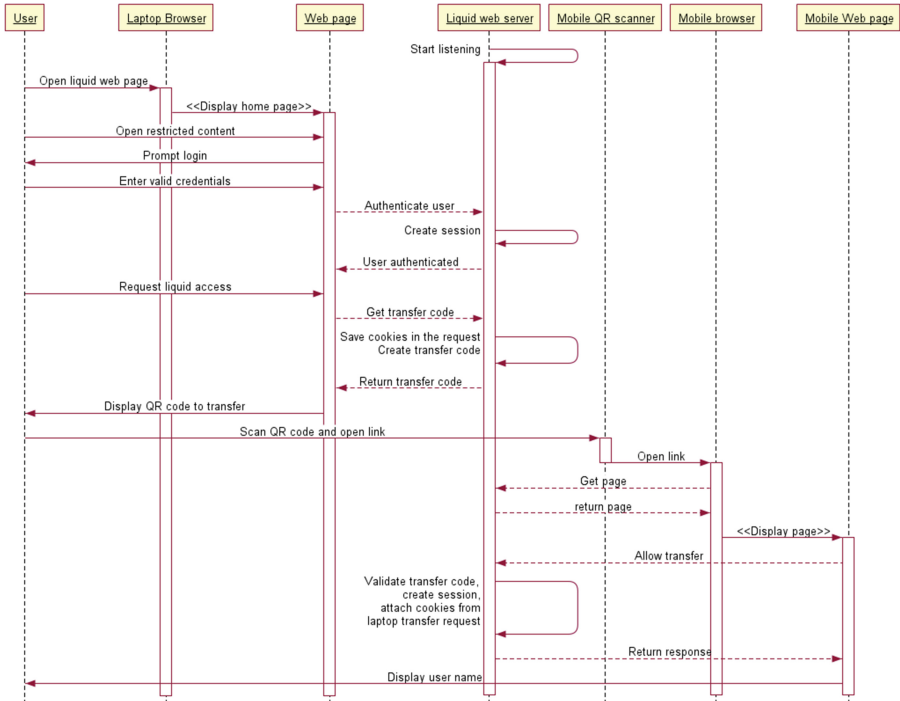 User
Laptop Browser
Web page
Liquid web server
Mobile QR scanner
Mobile browser
Mobile Web page
Start listening
Open liquid web page
<<Display home page>>
Open restricted content
Prompt login
Enter valid credentials
Authenticate user
Create session
User authenticated
Request liquid access
Get transfer code
Save cookies in the request
Create transfer code
Return transfer code
Display QR code to transfer
Scan QR code and open link
Open link
Get page
return page
<<Display page>>
Allow transfer
Validate transfer code,
create session,
attach cookies from
laptop transfer request
Return response
Display user name